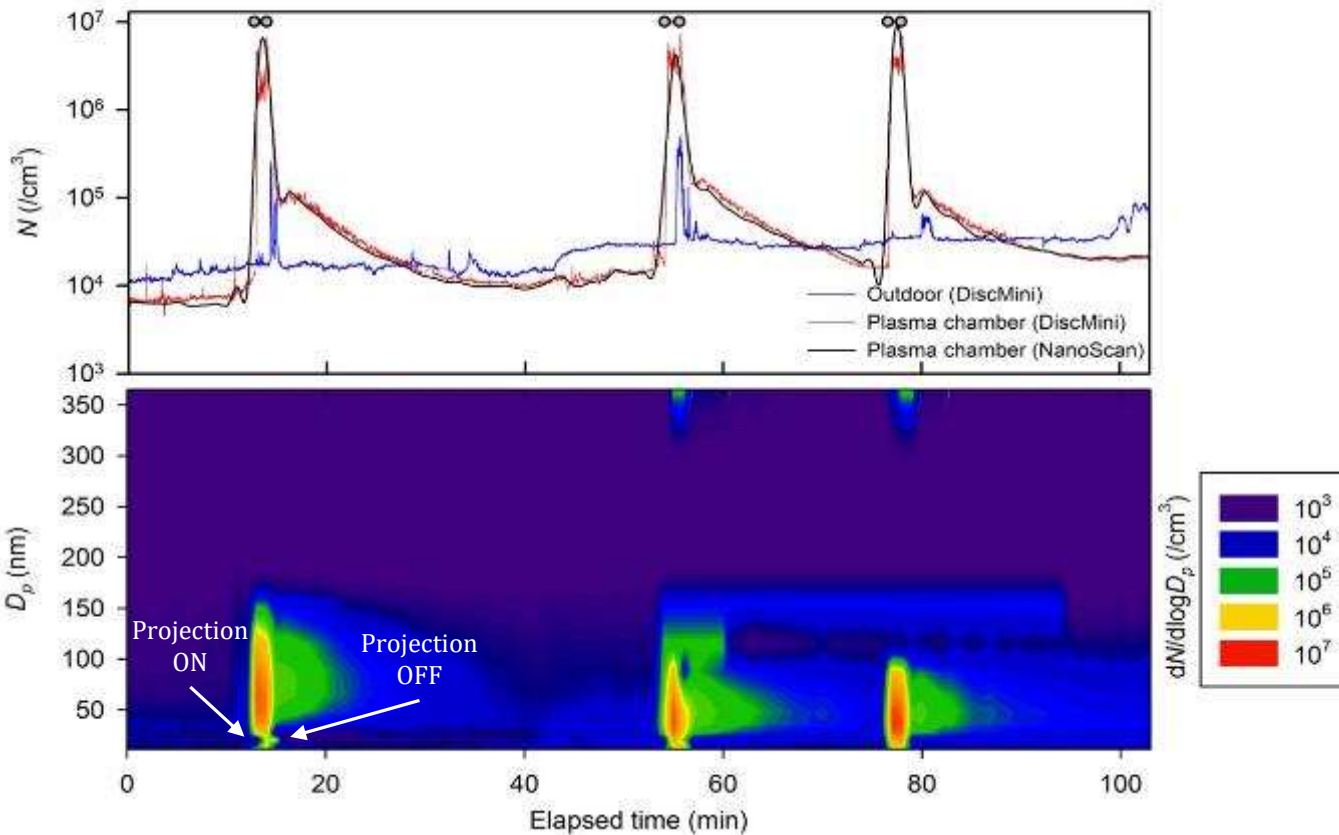 10⁷
10⁶
10⁵
10⁴
10³
N (/cm³)
Outdoor (DiscMini)
Plasma chamber (DiscMini)
Plasma chamber (NanoScan)
350
300
250
200
150
100
50
Dₚ (nm)
Projection
ON
Projection
OFF
0
20
40
60
80
100
Elapsed time (min)
dN/dlogDₚ (/cm³)
10³
10⁴
10⁵
10⁶
10⁷